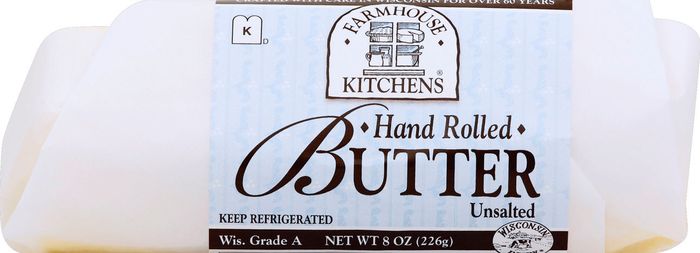 CRAFTED WITH CARE IN WISCONSIN FOR OVER 60 YEARS
K
D
FARMHOUSE
KITCHENS
Hand Rolled
BUTTER
Unsalted
KEEP REFRIGERATED
Wis. Grade A NET WT 8 OZ (226g)
WISCONSIN